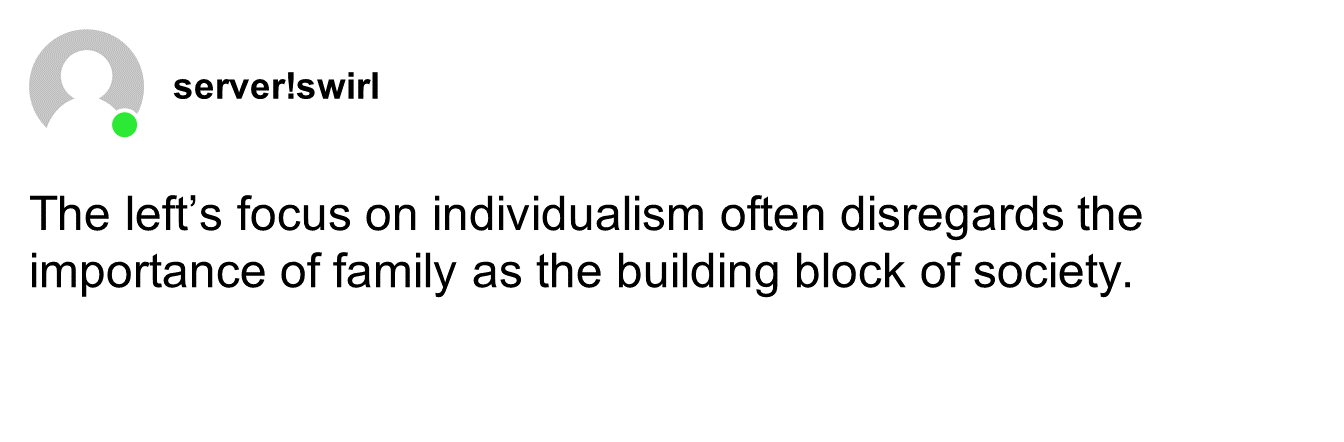 server!swirl
The left’s focus on individualism often disregards the
importance of family as the building block of society.